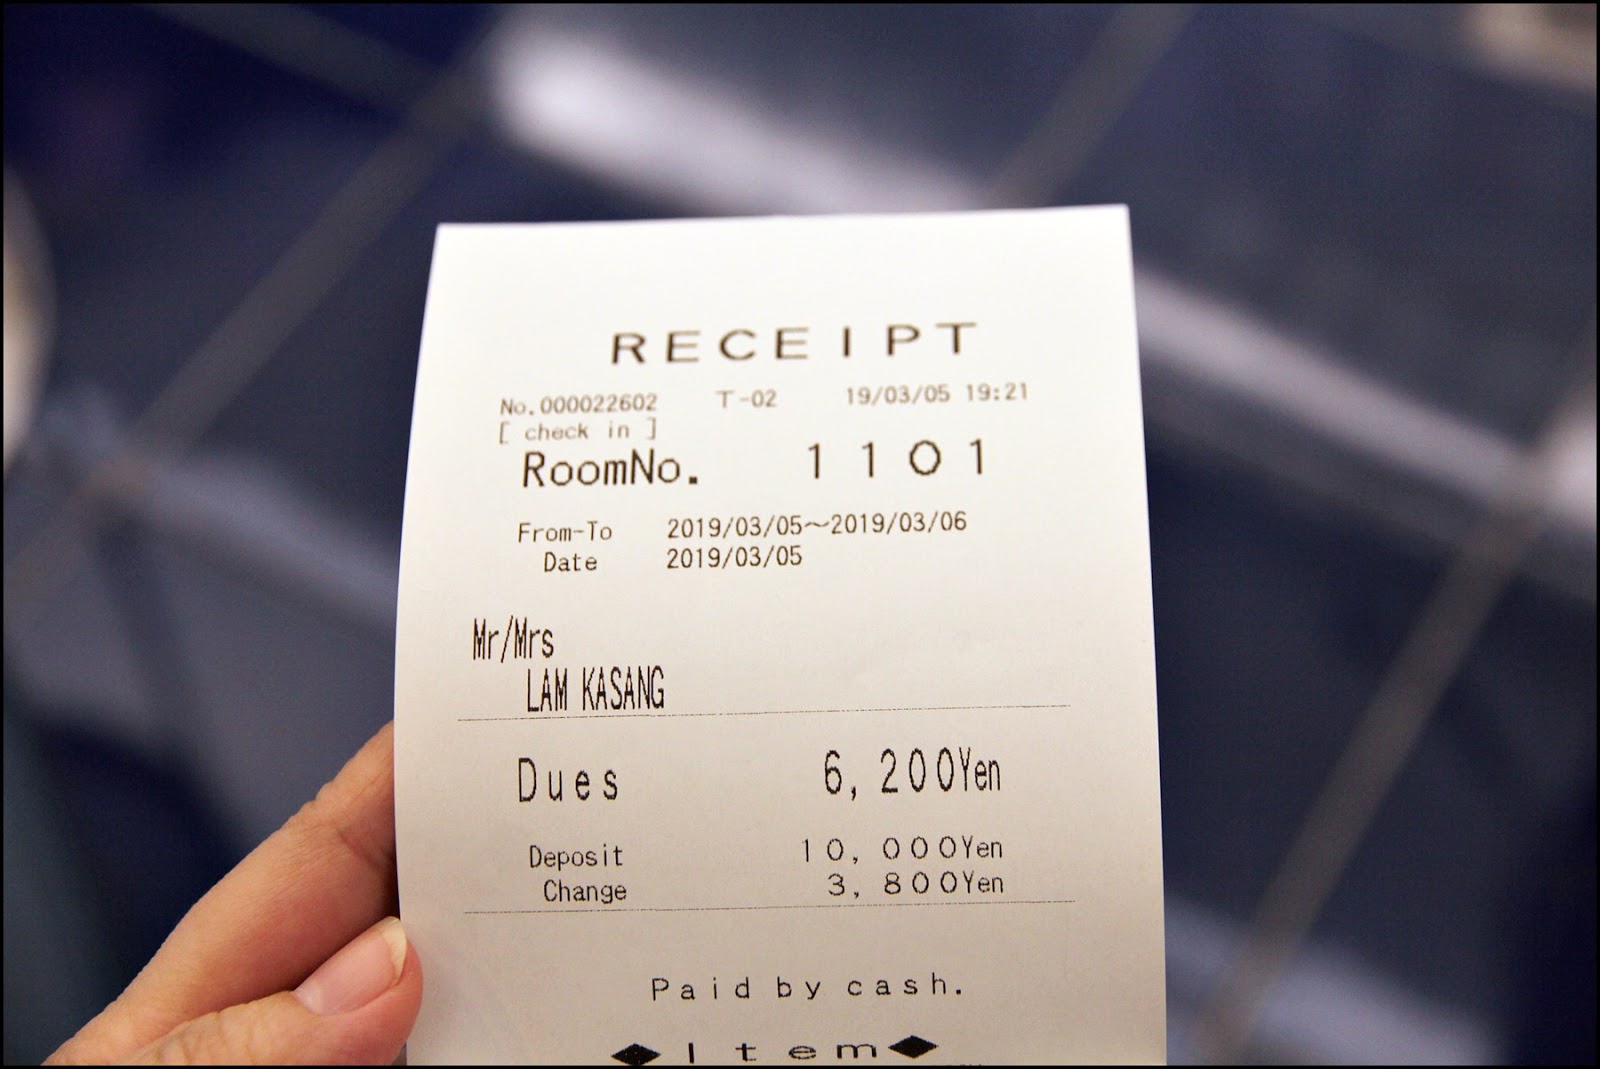 RECEIPT
No.000022602 T-02 19/03/05 19:21
[ check in ]
RoomNo. 1101
From-To 2019/03/05～2019/03/06
Date 2019/03/05
Mr/Mrs
LAM KASANG
Dues 6,200Yen
Deposit 10,000Yen
Change 3,800Yen
Paid by cash.
◆Item◆